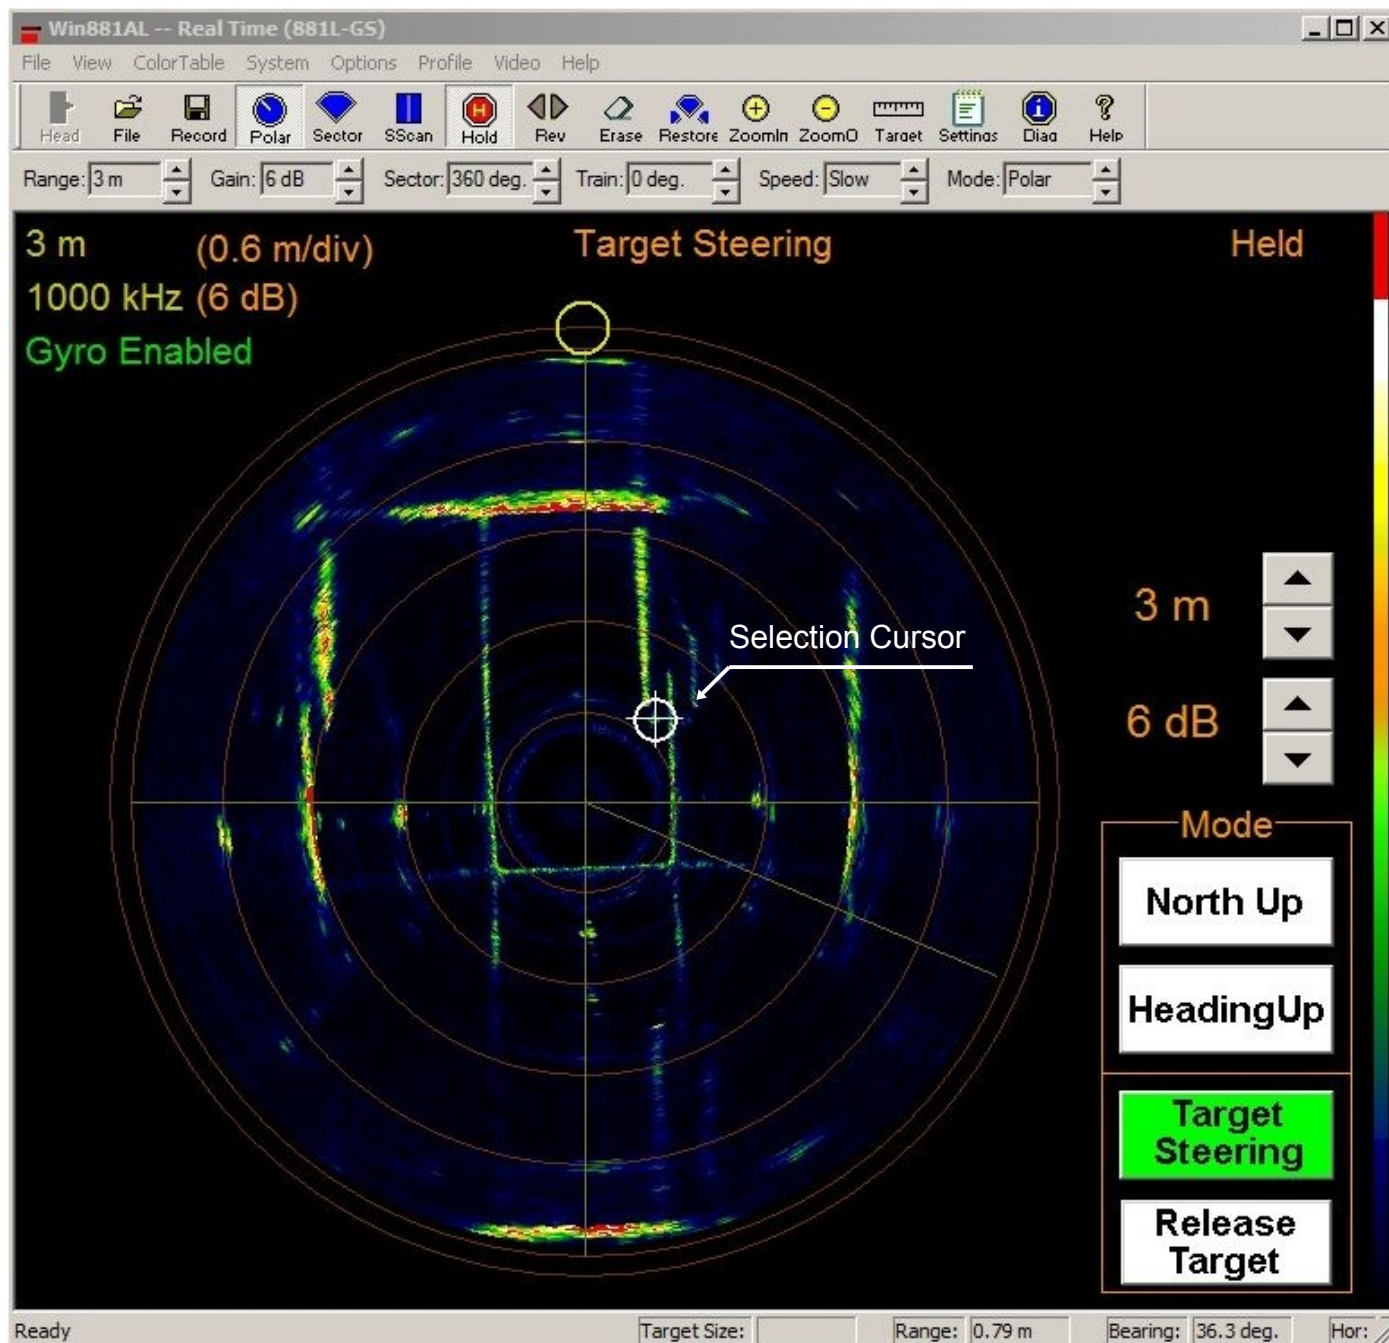 Win881AL -- Real Time (881L-GS)
File View ColorTable System Options Profile Video Help
Head File Record Polar Sector SScan Hold Rev Erase Restore ZoomIn ZoomO Target Settings Diag Help
Range: 3 m Gain: 6 dB Sector: 360 deg. Train: 0 deg. Speed: Slow Mode: Polar
3 m (0.6 m/div) Target Steering Held
1000 kHz (6 dB)
Gyro Enabled
3 m
Selection Cursor
6 dB
Mode
North Up
HeadingUp
Target
Steering
Release
Target
Ready Target Size: Range: 0.79 m Bearing: 36.3 deg. Hor: